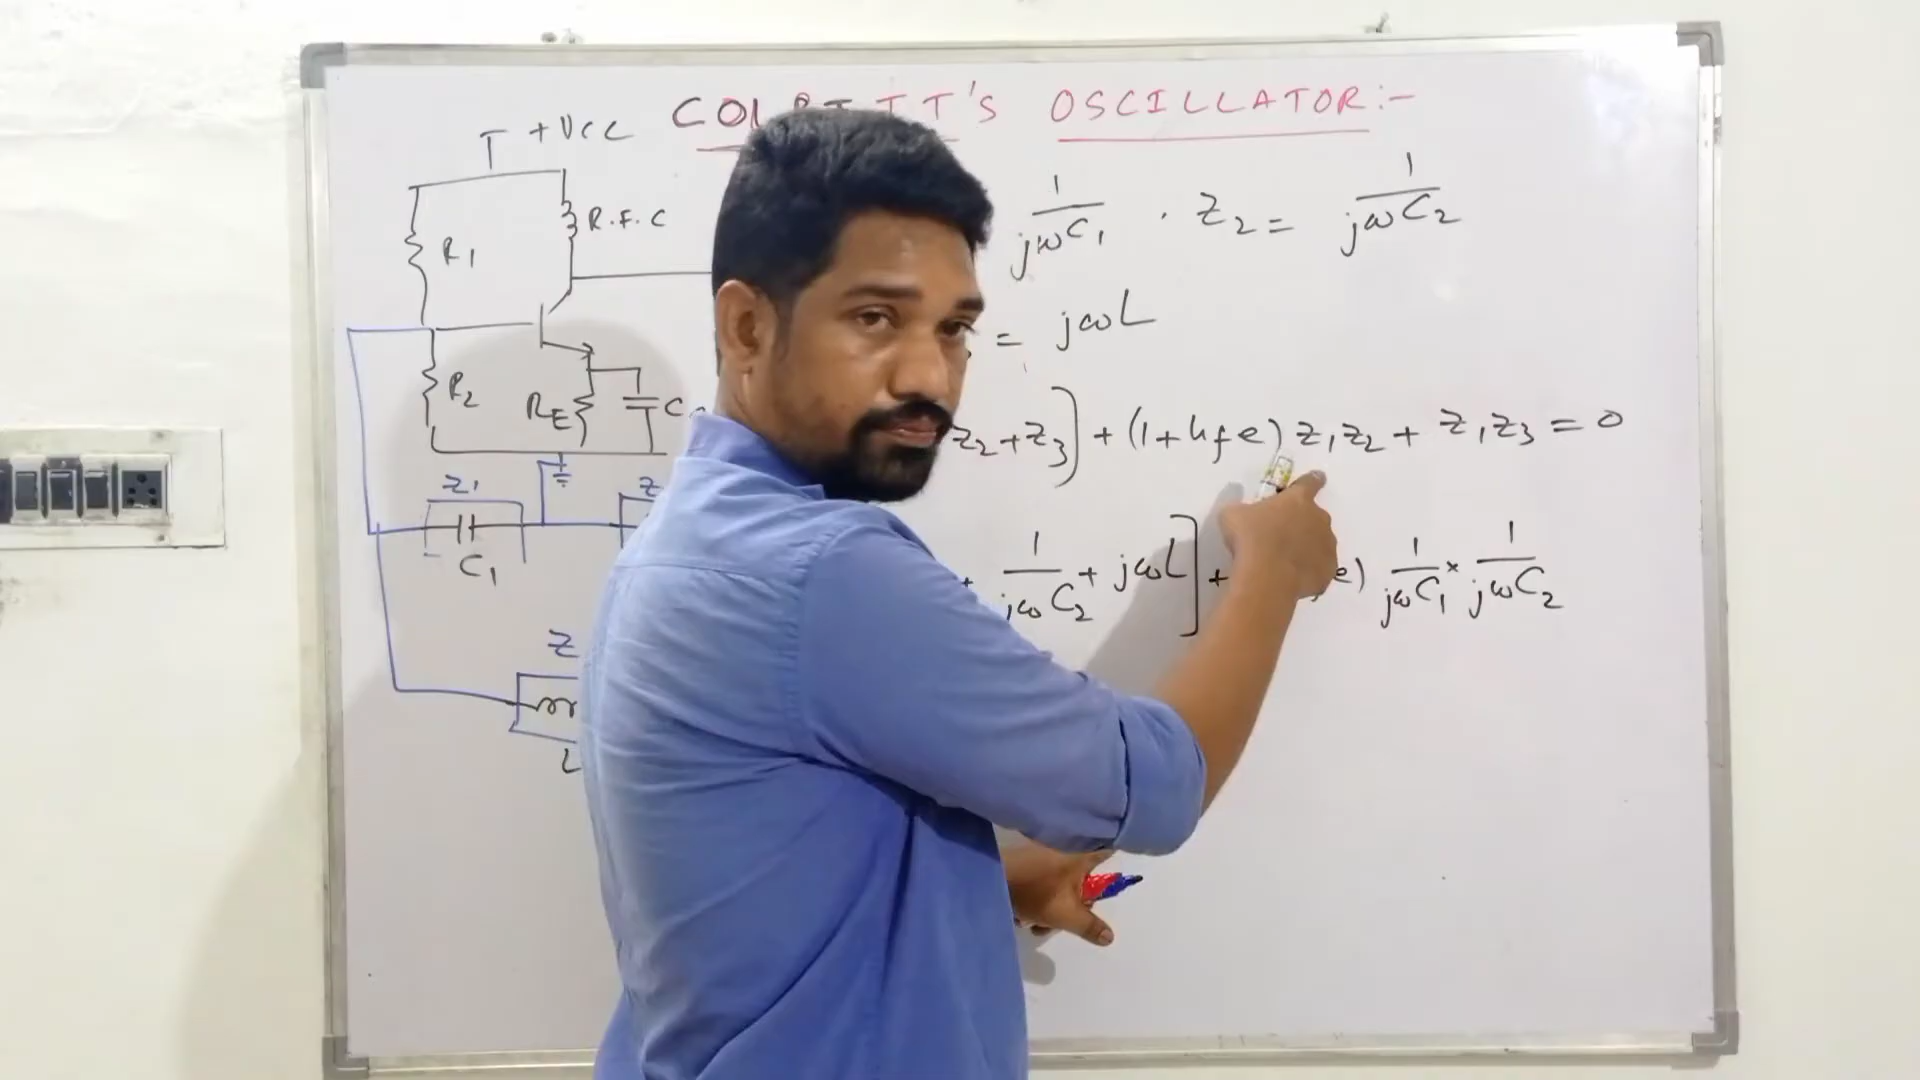 COLPITT'S OSCILLATOR:-
+VCC
R.F.C
R1
R2
RE
Z1
C1
Z
L
1/jωC1 . Z2 = 1/jωC2
= jωL
Z2+Z3] + (1+hfe) Z1Z2 + Z1Z3 = 0
+ 1/jωC2 + jωL] + e) 1/jωC1 × 1/jωC2